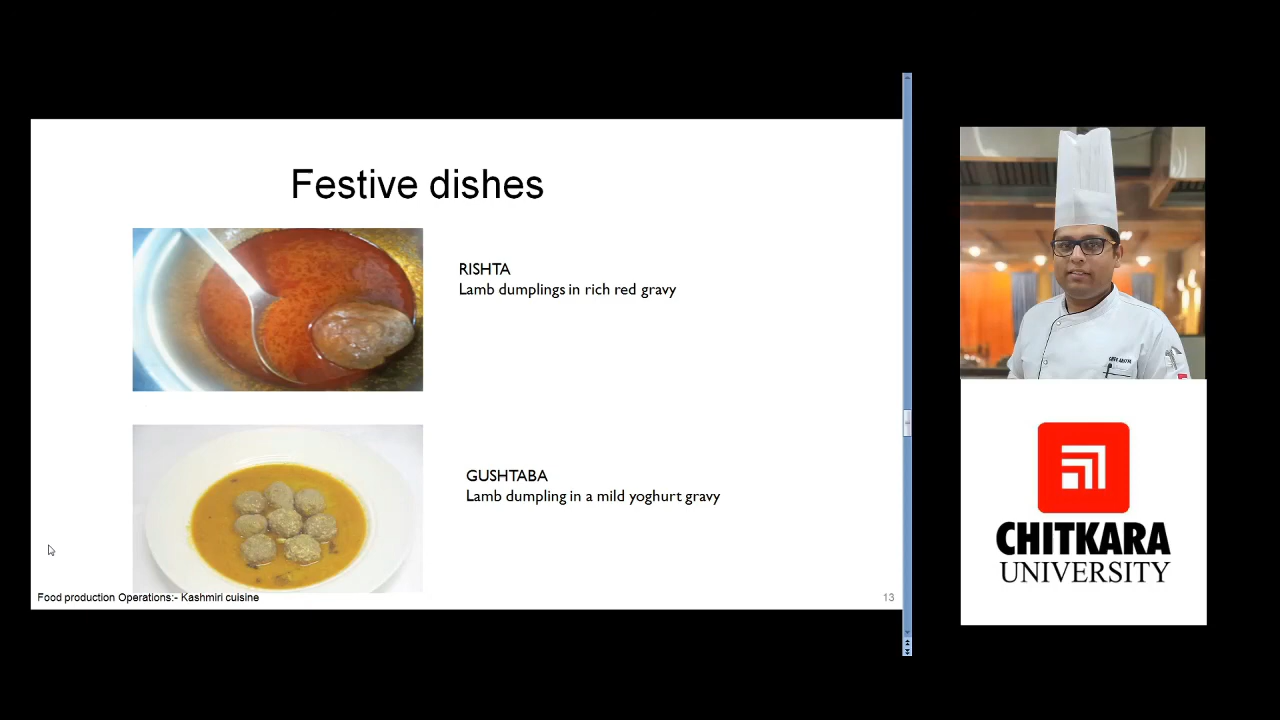 Festive dishes
RISHTA
Lamb dumplings in rich red gravy
GUSHTABA
Lamb dumpling in a mild yoghurt gravy
Food production Operations:- Kashmiri cuisine
13
CHITKARA
UNIVERSITY